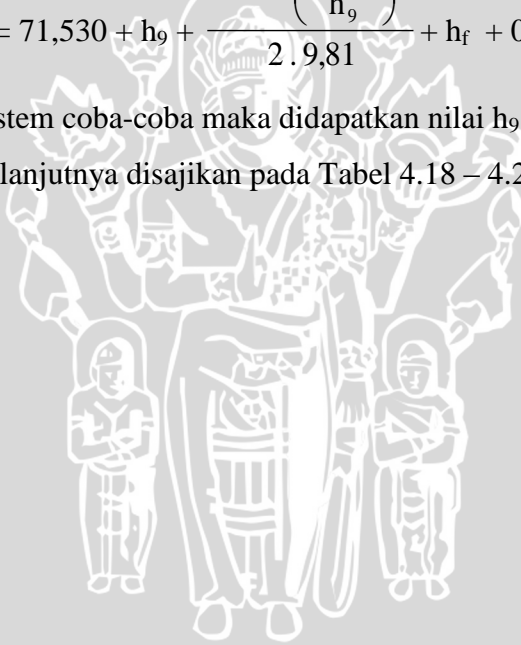 = 71,530 + h₉ + (h₉) / 2 . 9,81 + h_f + 0
stem coba-coba maka didapatkan nilai h₉
lanjutnya disajikan pada Tabel 4.18 – 4.2